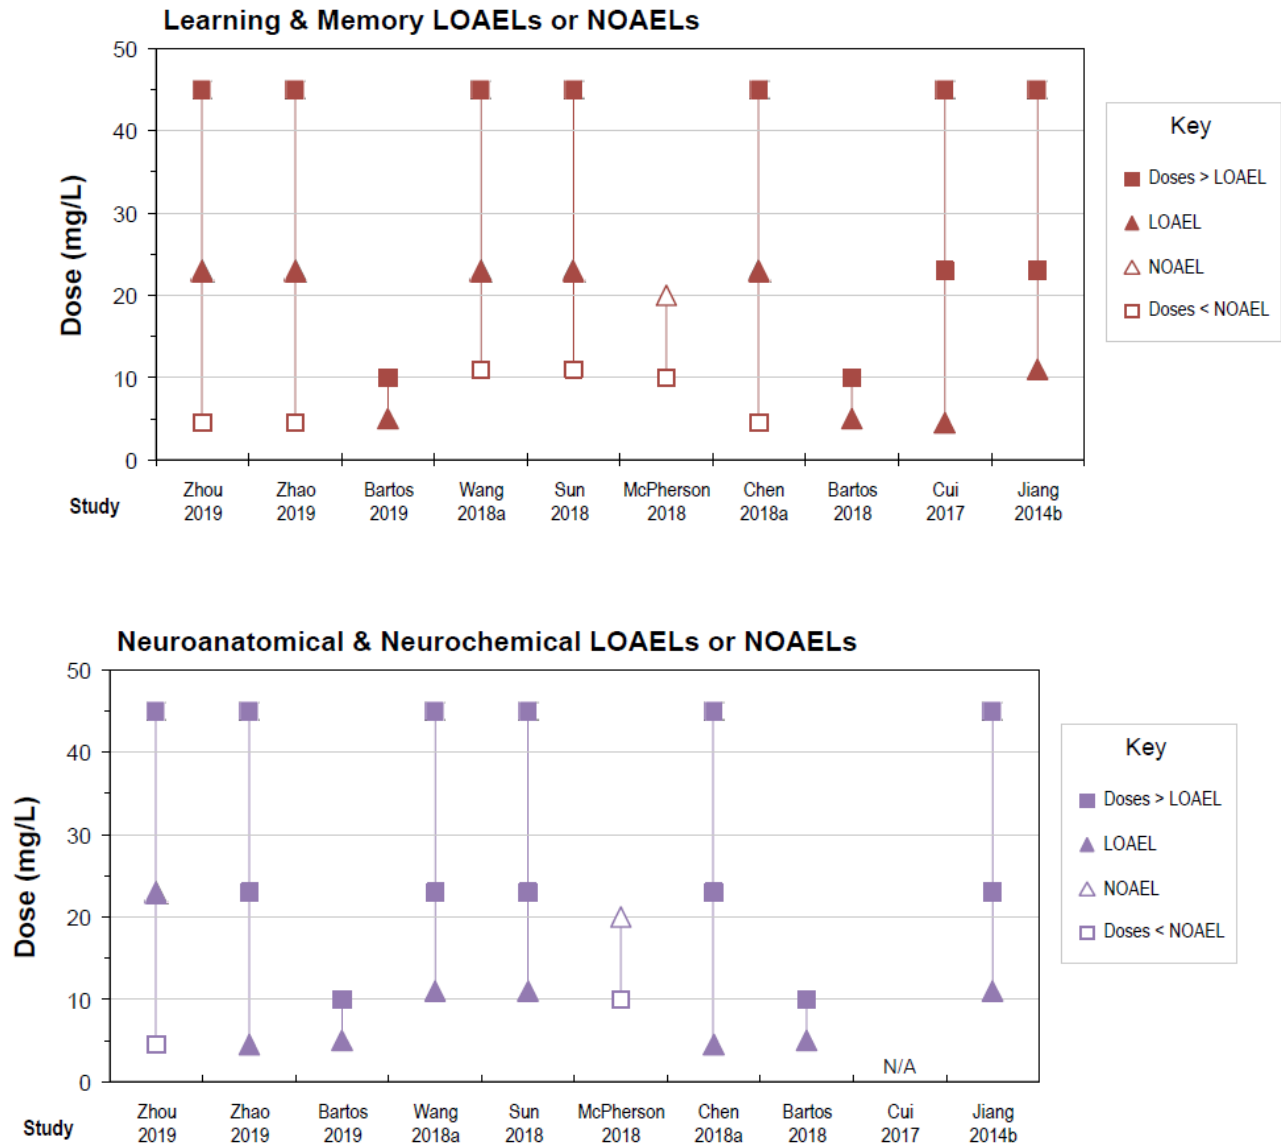 Learning & Memory LOAELs or NOAELs
50
40
30
20
10
0
Dose (mg/L)
Study
Zhou
2019
Zhao
2019
Bartos
2019
Wang
2018a
Sun
2018
McPherson
2018
Chen
2018a
Bartos
2018
Cui
2017
Jiang
2014b
Key
Doses > LOAEL
LOAEL
NOAEL
Doses < NOAEL
Neuroanatomical & Neurochemical LOAELs or NOAELs
50
40
30
20
10
0
Dose (mg/L)
N/A
Study
Zhou
2019
Zhao
2019
Bartos
2019
Wang
2018a
Sun
2018
McPherson
2018
Chen
2018a
Bartos
2018
Cui
2017
Jiang
2014b
Key
Doses > LOAEL
LOAEL
NOAEL
Doses < NOAEL